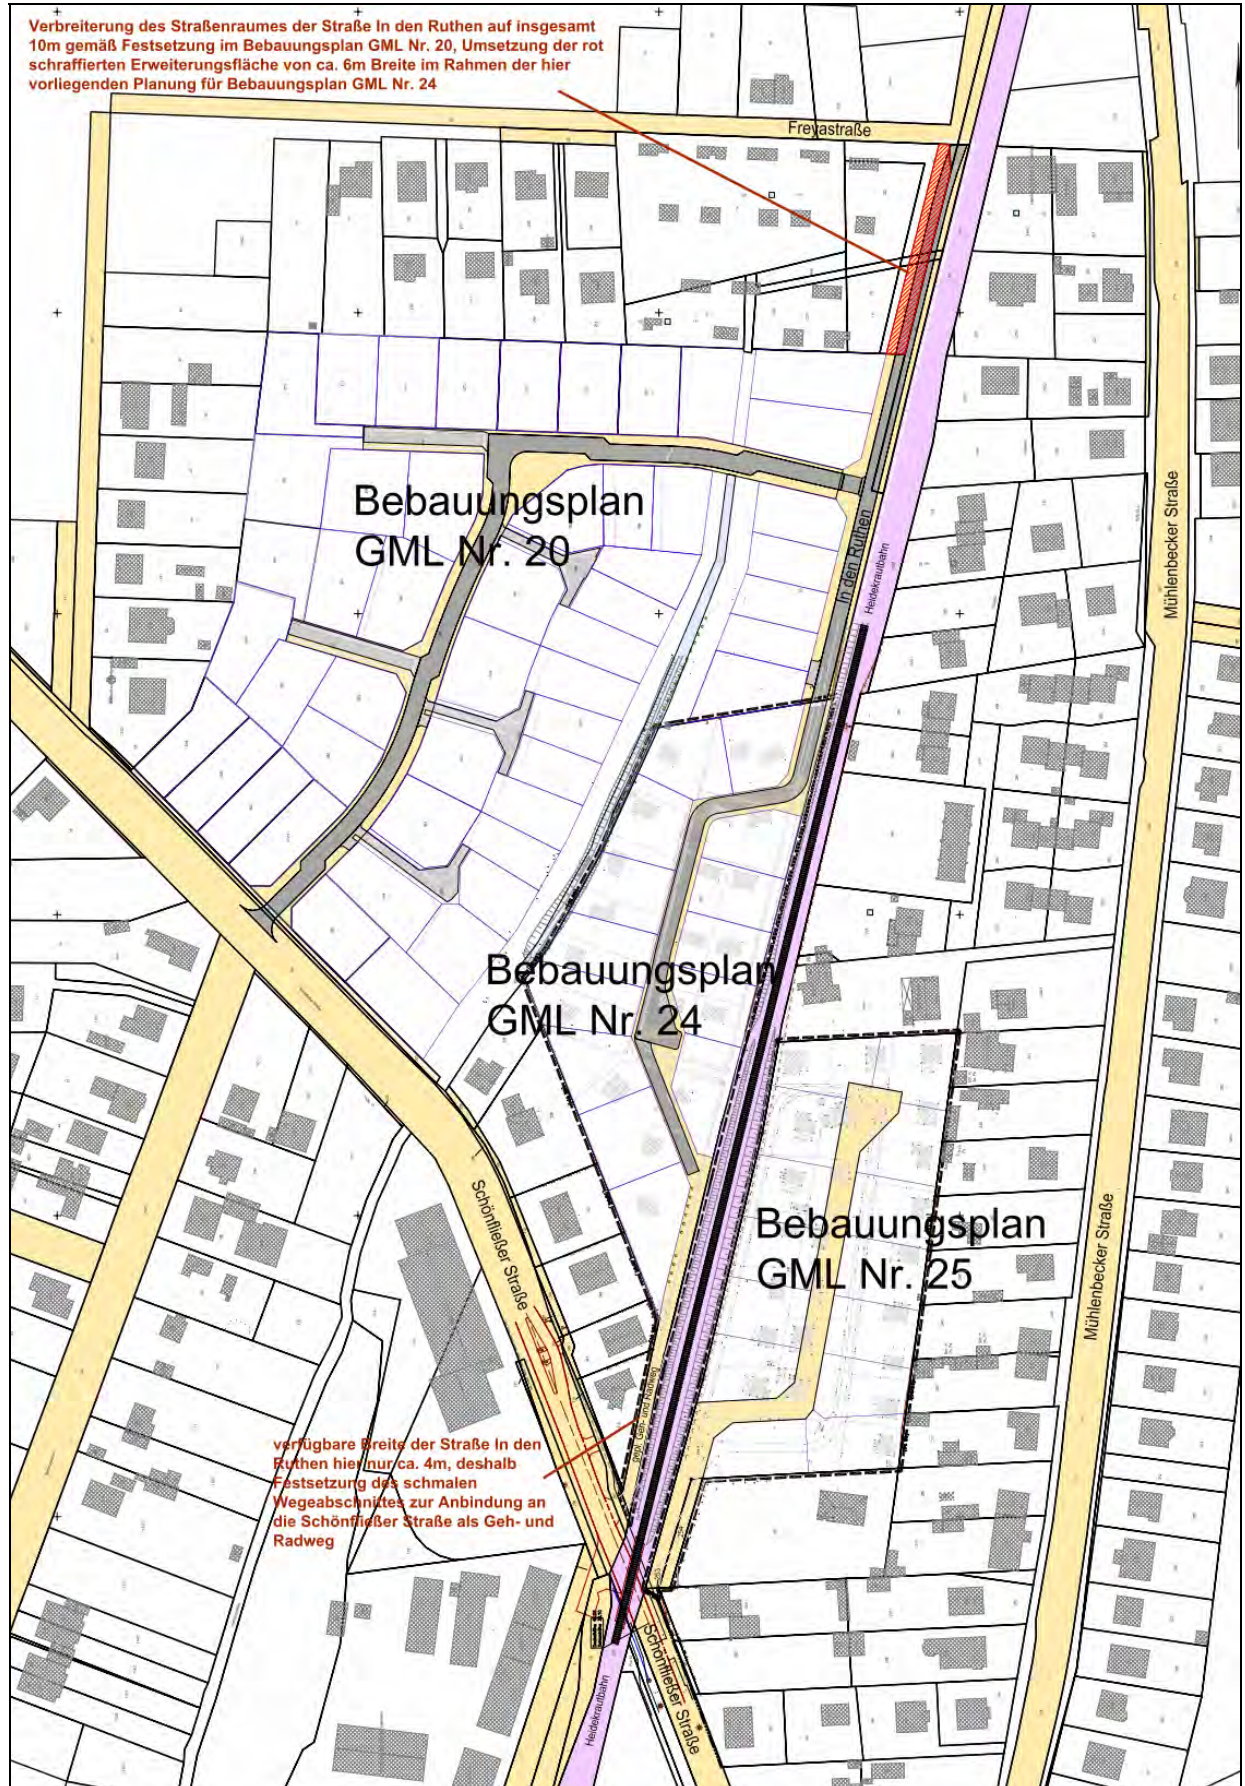 Verbreiterung des Straßenraumes der Straße In den Ruthen auf insgesamt
10m gemäß Festsetzung im Bebauungsplan GML Nr. 20, Umsetzung der rot
schraffierten Erweiterungsfläche von ca. 6m Breite im Rahmen der hier
vorliegenden Planung für Bebauungsplan GML Nr. 24
Freyastraße
Bebauungsplan
GML Nr. 20
In den Ruthen
Heidekrautbahn
Mühlenbecker Straße
Bebauungsplan
GML Nr. 24
Bebauungsplan
GML Nr. 25
Schönfließer Straße
Mühlenbecker Straße
gepl. Geh- und Radweg
verfügbare Breite der Straße In den
Ruthen hier nur ca. 4m, deshalb
Festsetzung des schmalen
Wegeabschnittes zur Anbindung an
die Schönfließer Straße als Geh- und
Radweg
Schönfließer Straße
Heidekrautbahn